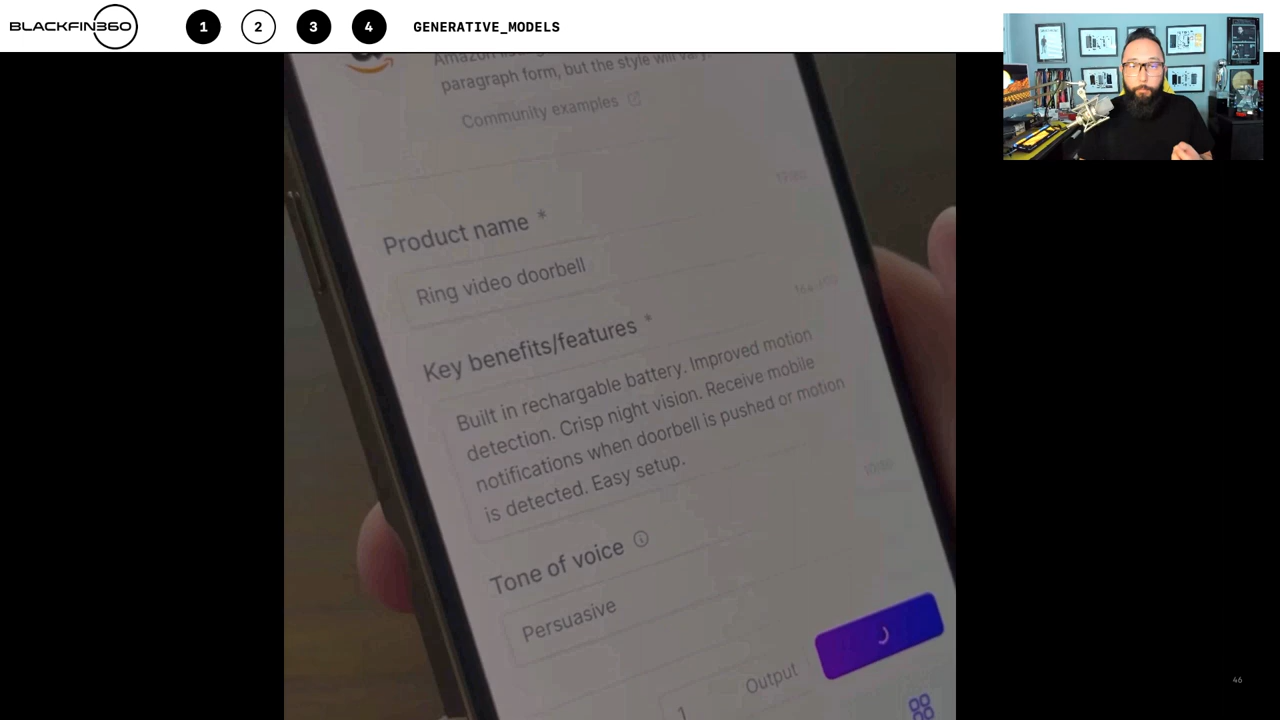 BLACKFIN360
1
2
3
4
GENERATIVE_MODELS
Amazon
paragraph form, but the style will vary.
Community examples
Product name *
Ring video doorbell
Key benefits/features *
Built in rechargable battery. Improved motion
detection. Crisp night vision. Receive mobile
notifications when doorbell is pushed or motion
is detected. Easy setup.
Tone of voice
Persuasive
1
Output
46